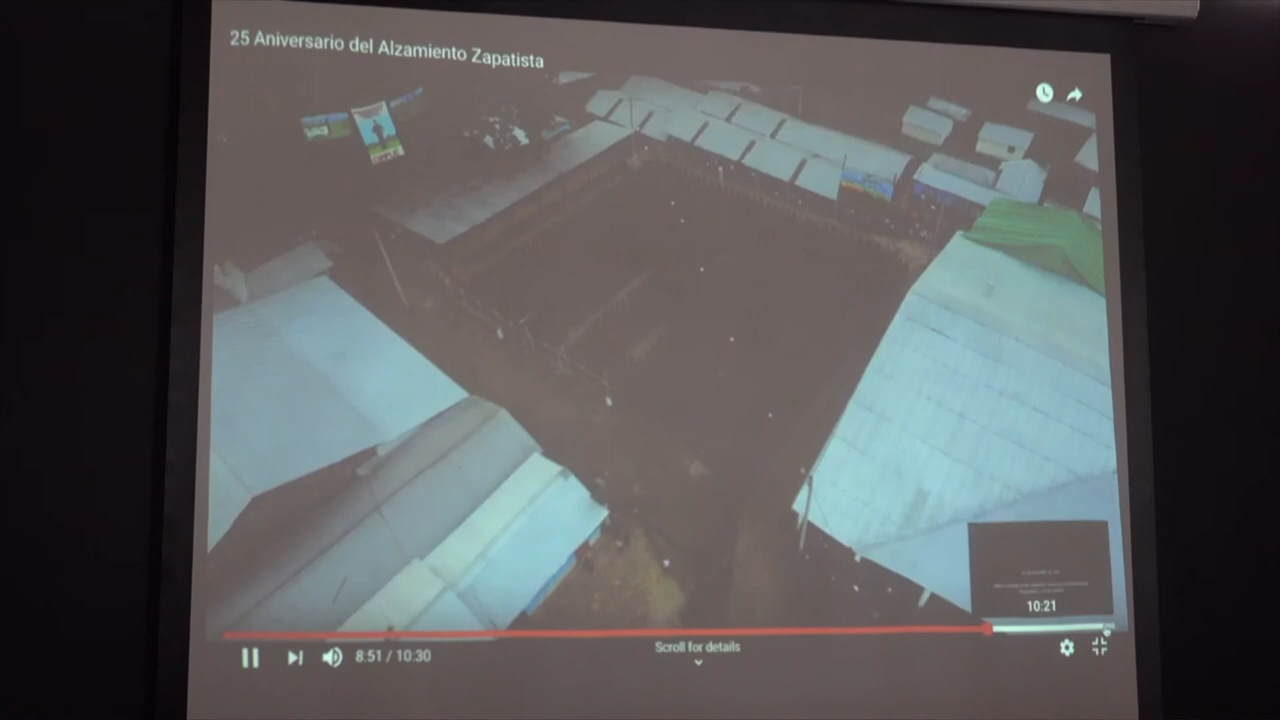 25 Aniversario del Alzamiento Zapatista
10:21
8:51 / 10:30
Scroll for details